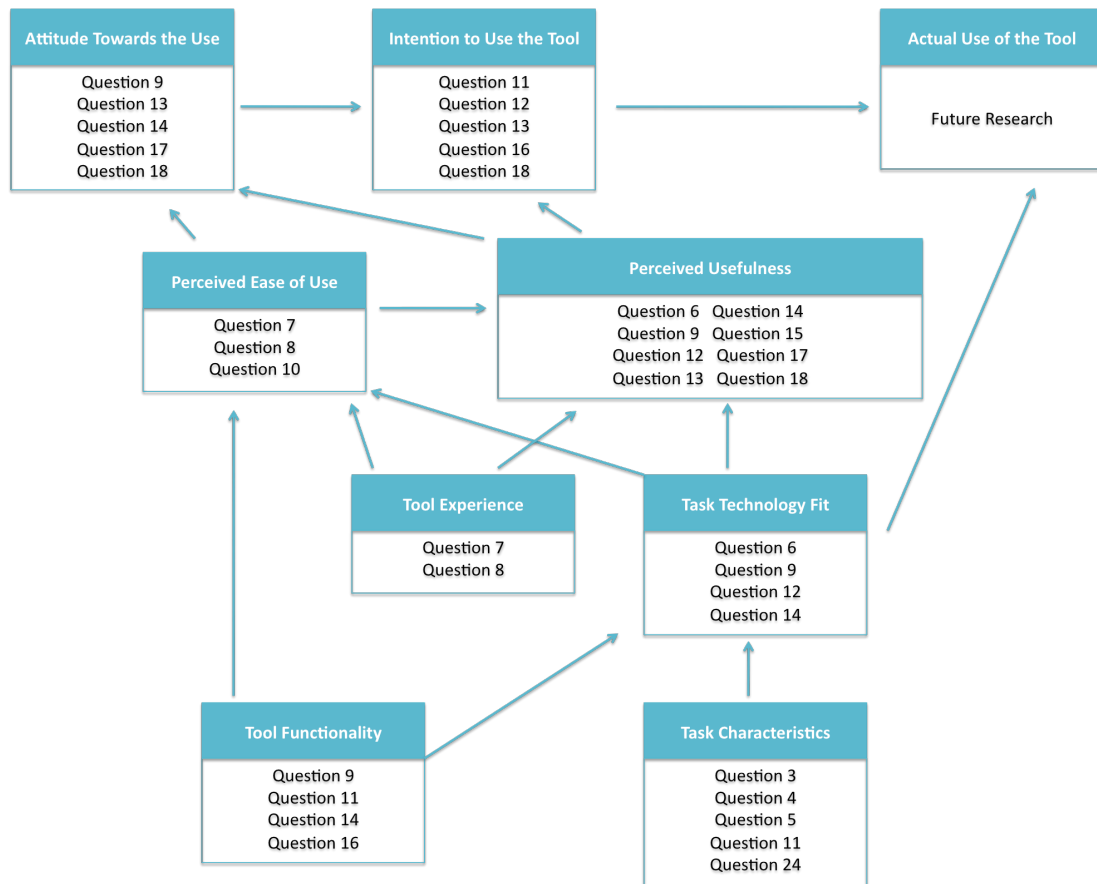 Attitude Towards the Use
Question 9
Question 13
Question 14
Question 17
Question 18
Intention to Use the Tool
Question 11
Question 12
Question 13
Question 16
Question 18
Actual Use of the Tool
Future Research
Perceived Ease of Use
Question 7
Question 8
Question 10
Perceived Usefulness
Question 6 Question 14
Question 9 Question 15
Question 12 Question 17
Question 13 Question 18
Tool Experience
Question 7
Question 8
Task Technology Fit
Question 6
Question 9
Question 12
Question 14
Tool Functionality
Question 9
Question 11
Question 14
Question 16
Task Characteristics
Question 3
Question 4
Question 5
Question 11
Question 24